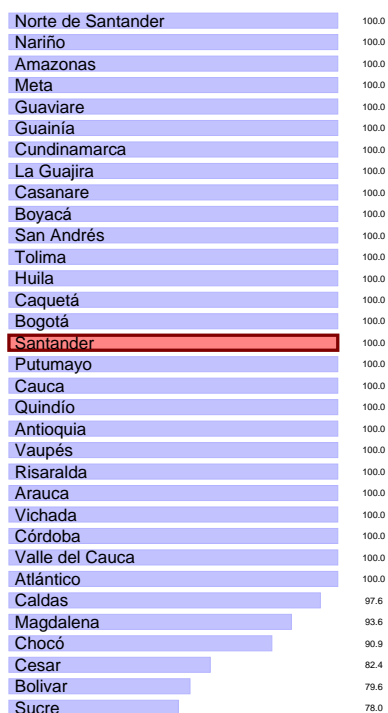 Norte de Santander 100.0
Nariño 100.0
Amazonas 100.0
Meta 100.0
Guaviare 100.0
Guainía 100.0
Cundinamarca 100.0
La Guajira 100.0
Casanare 100.0
Boyacá 100.0
San Andrés 100.0
Tolima 100.0
Huila 100.0
Caquetá 100.0
Bogotá 100.0
Santander 100.0
Putumayo 100.0
Cauca 100.0
Quindío 100.0
Antioquia 100.0
Vaupés 100.0
Risaralda 100.0
Arauca 100.0
Vichada 100.0
Córdoba 100.0
Valle del Cauca 100.0
Atlántico 100.0
Caldas 97.6
Magdalena 93.6
Chocó 90.9
Cesar 82.4
Bolivar 79.6
Sucre 78.0